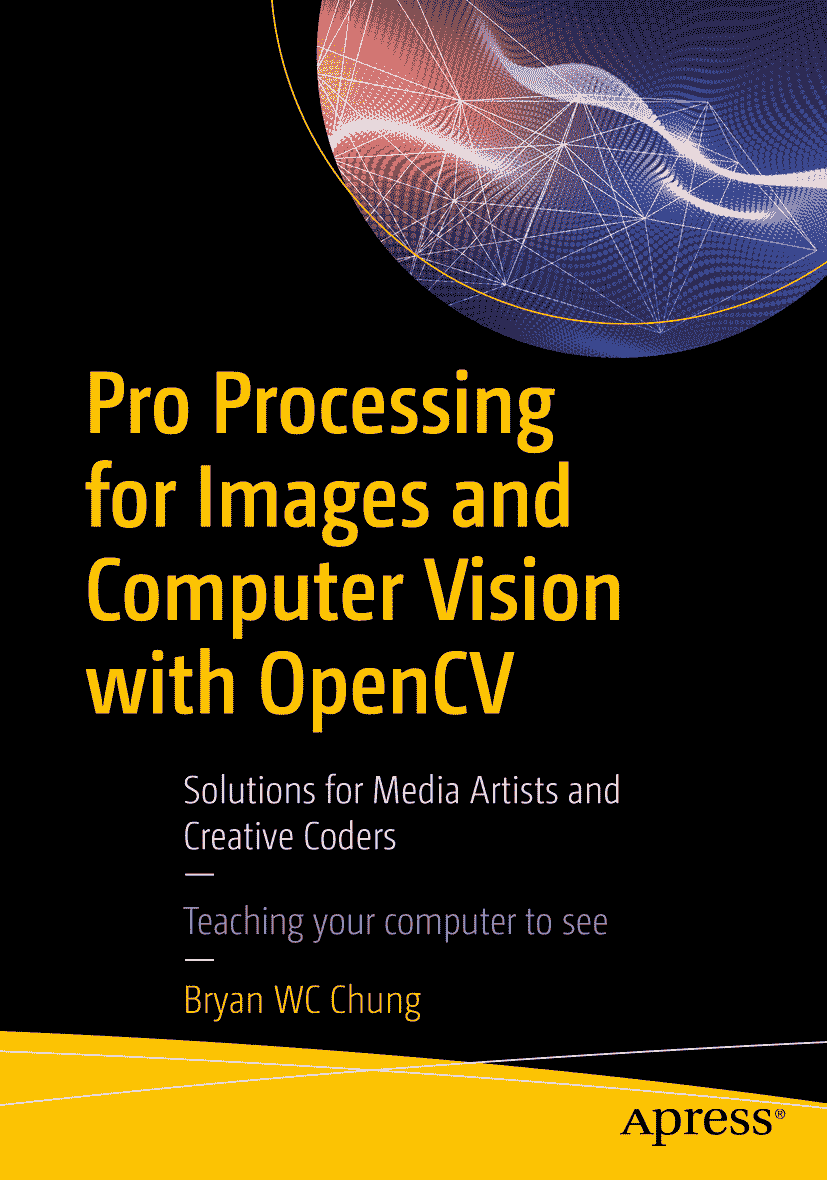 Pro Processing
for Images and
Computer Vision
with OpenCV
Solutions for Media Artists and
Creative Coders
—
Teaching your computer to see
—
Bryan WC Chung
Apress®